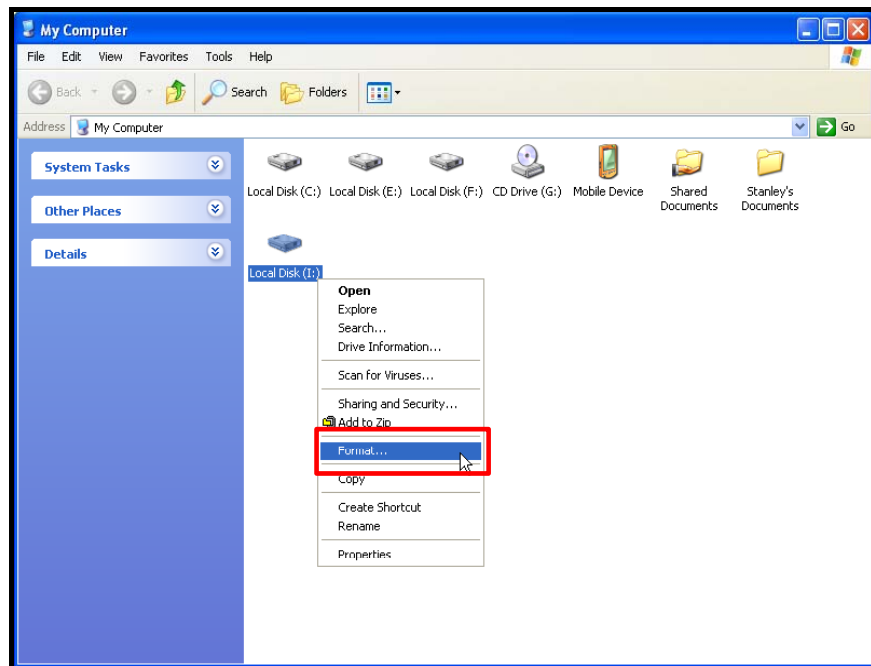 My Computer
File Edit View Favorites Tools Help
Back Search Folders
Address My Computer Go
System Tasks
Other Places
Details
Local Disk (C:) Local Disk (E:) Local Disk (F:) CD Drive (G:) Mobile Device Shared Documents Stanley's Documents
Local Disk (I:)
Open
Explore
Search...
Drive Information...
Scan for Viruses...
Sharing and Security...
Add to Zip
Format...
Copy
Create Shortcut
Rename
Properties